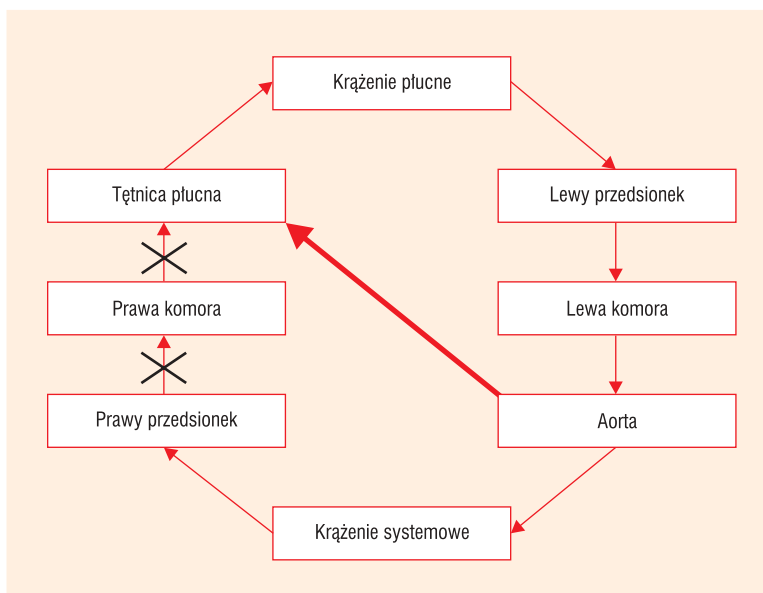 Krążenie płucne
Tętnica płucna
Lewy przedsionek
Prawa komora
Lewa komora
Prawy przedsionek
Aorta
Krążenie systemowe